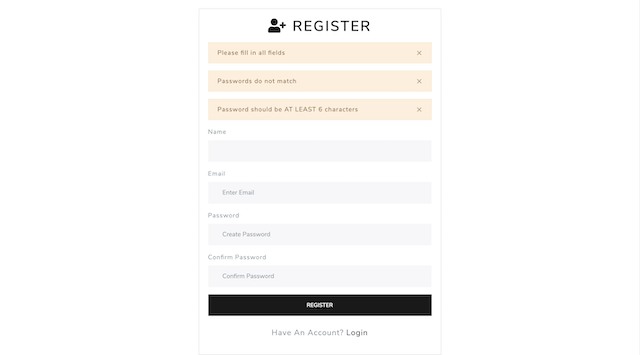 REGISTER
Please fill in all fields ×
Passwords do not match ×
Password should be AT LEAST 6 characters ×
Name
Email
Enter Email
Password
Create Password
Confirm Password
Confirm Password
REGISTER
Have An Account? Login